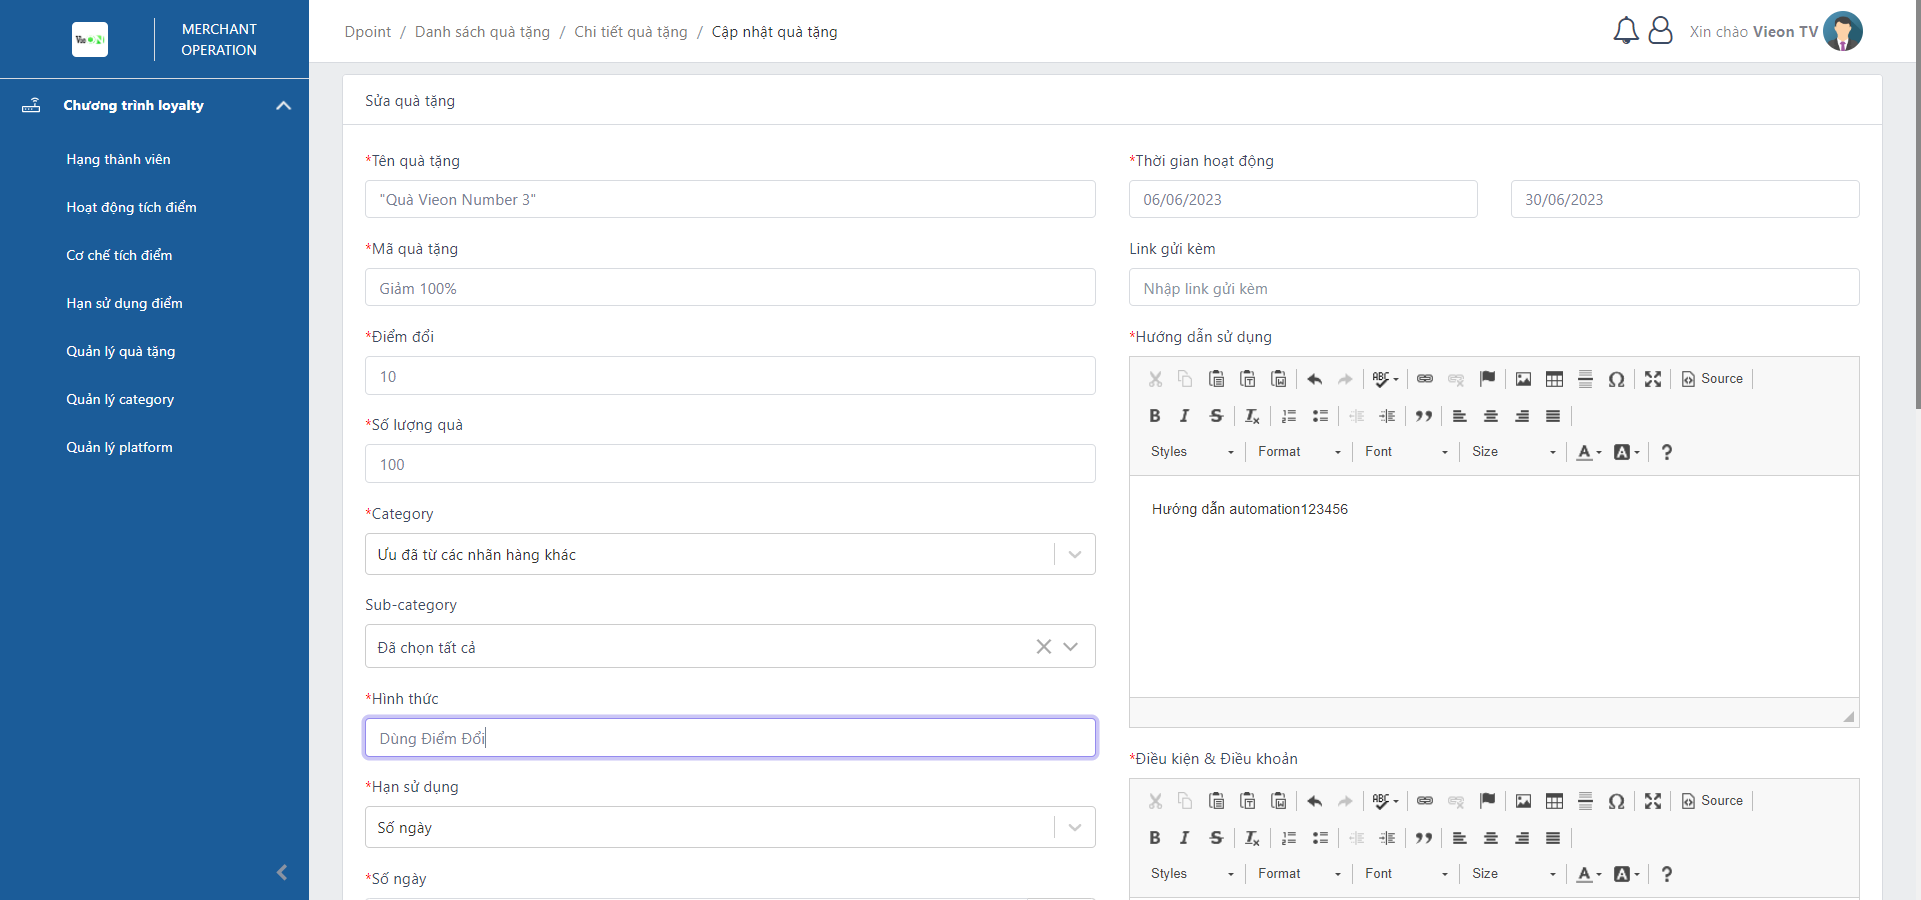 VieON
MERCHANT
OPERATION
Chương trình loyalty
Hạng thành viên
Hoạt động tích điểm
Cơ chế tích điểm
Hạn sử dụng điểm
Quản lý quà tặng
Quản lý category
Quản lý platform
Dpoint / Danh sách quà tặng / Chi tiết quà tặng / Cập nhật quà tặng
Xin chào Vieon TV
Sửa quà tặng
*Tên quà tặng
"Quà Vieon Number 3"
*Mã quà tặng
Giảm 100%
*Điểm đổi
10
*Số lượng quà
100
*Category
Ưu đã từ các nhãn hàng khác
Sub-category
Đã chọn tất cả
*Hình thức
Dùng Điểm Đổi
*Hạn sử dụng
Số ngày
*Số ngày
*Thời gian hoạt động
06/06/2023
30/06/2023
Link gửi kèm
Nhập link gửi kèm
*Hướng dẫn sử dụng
Source
Styles Format Font Size
Hướng dẫn automation123456
*Điều kiện & Điều khoản
Source
Styles Format Font Size